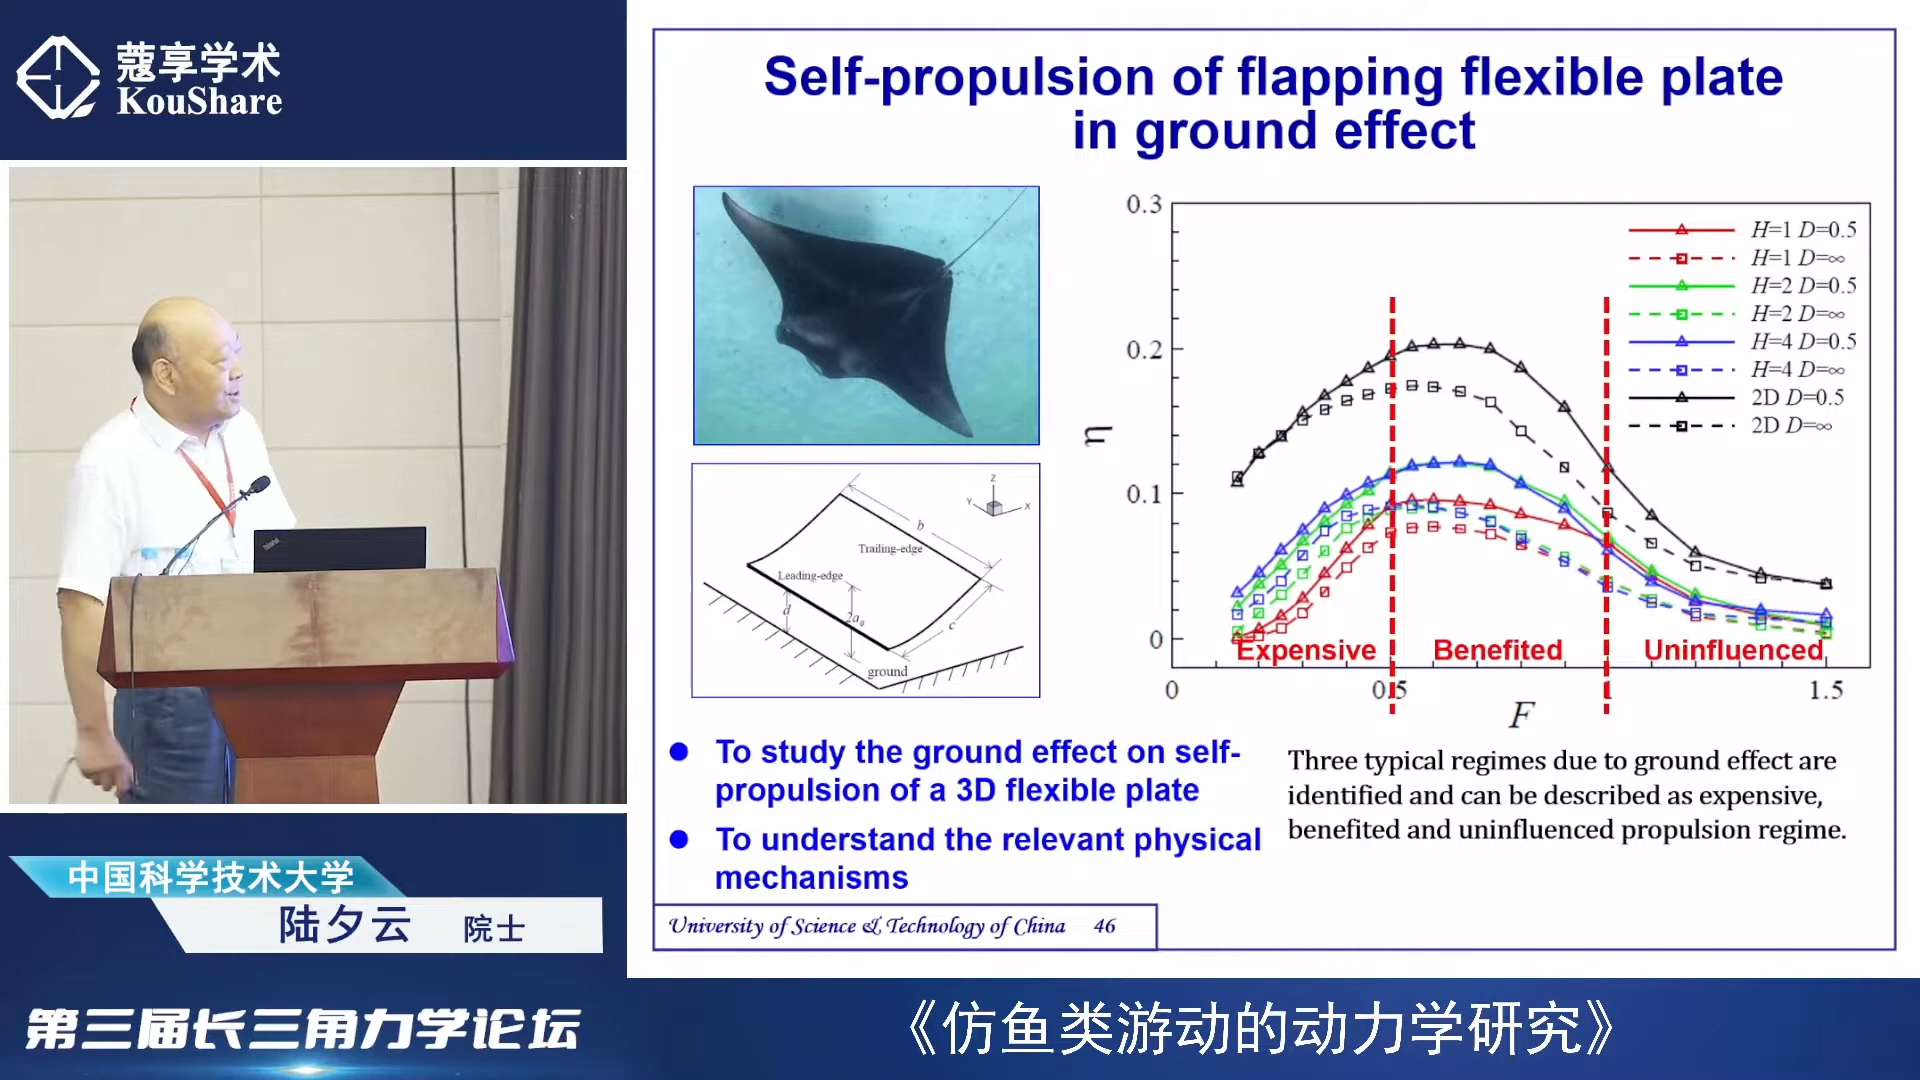 蔻享学术
KouShare
Self-propulsion of flapping flexible plate
in ground effect
b
Trailing-edge
Leading-edge
d
2a₀
c
ground
Z
Y
X
0.3
0.2
0.1
0
η
H=1 D=0.5
H=1 D=∞
H=2 D=0.5
H=2 D=∞
H=4 D=0.5
H=4 D=∞
2D D=0.5
2D D=∞
Expensive
Benefited
Uninfluenced
0
0.5
1.5
F
● To study the ground effect on self-
propulsion of a 3D flexible plate
● To understand the relevant physical
mechanisms
Three typical regimes due to ground effect are
identified and can be described as expensive,
benefited and uninfluenced propulsion regime.
University of Science & Technology of China 46
中国科学技术大学
陆夕云 院士
第三届长三角力学论坛
《仿鱼类游动的动力学研究》